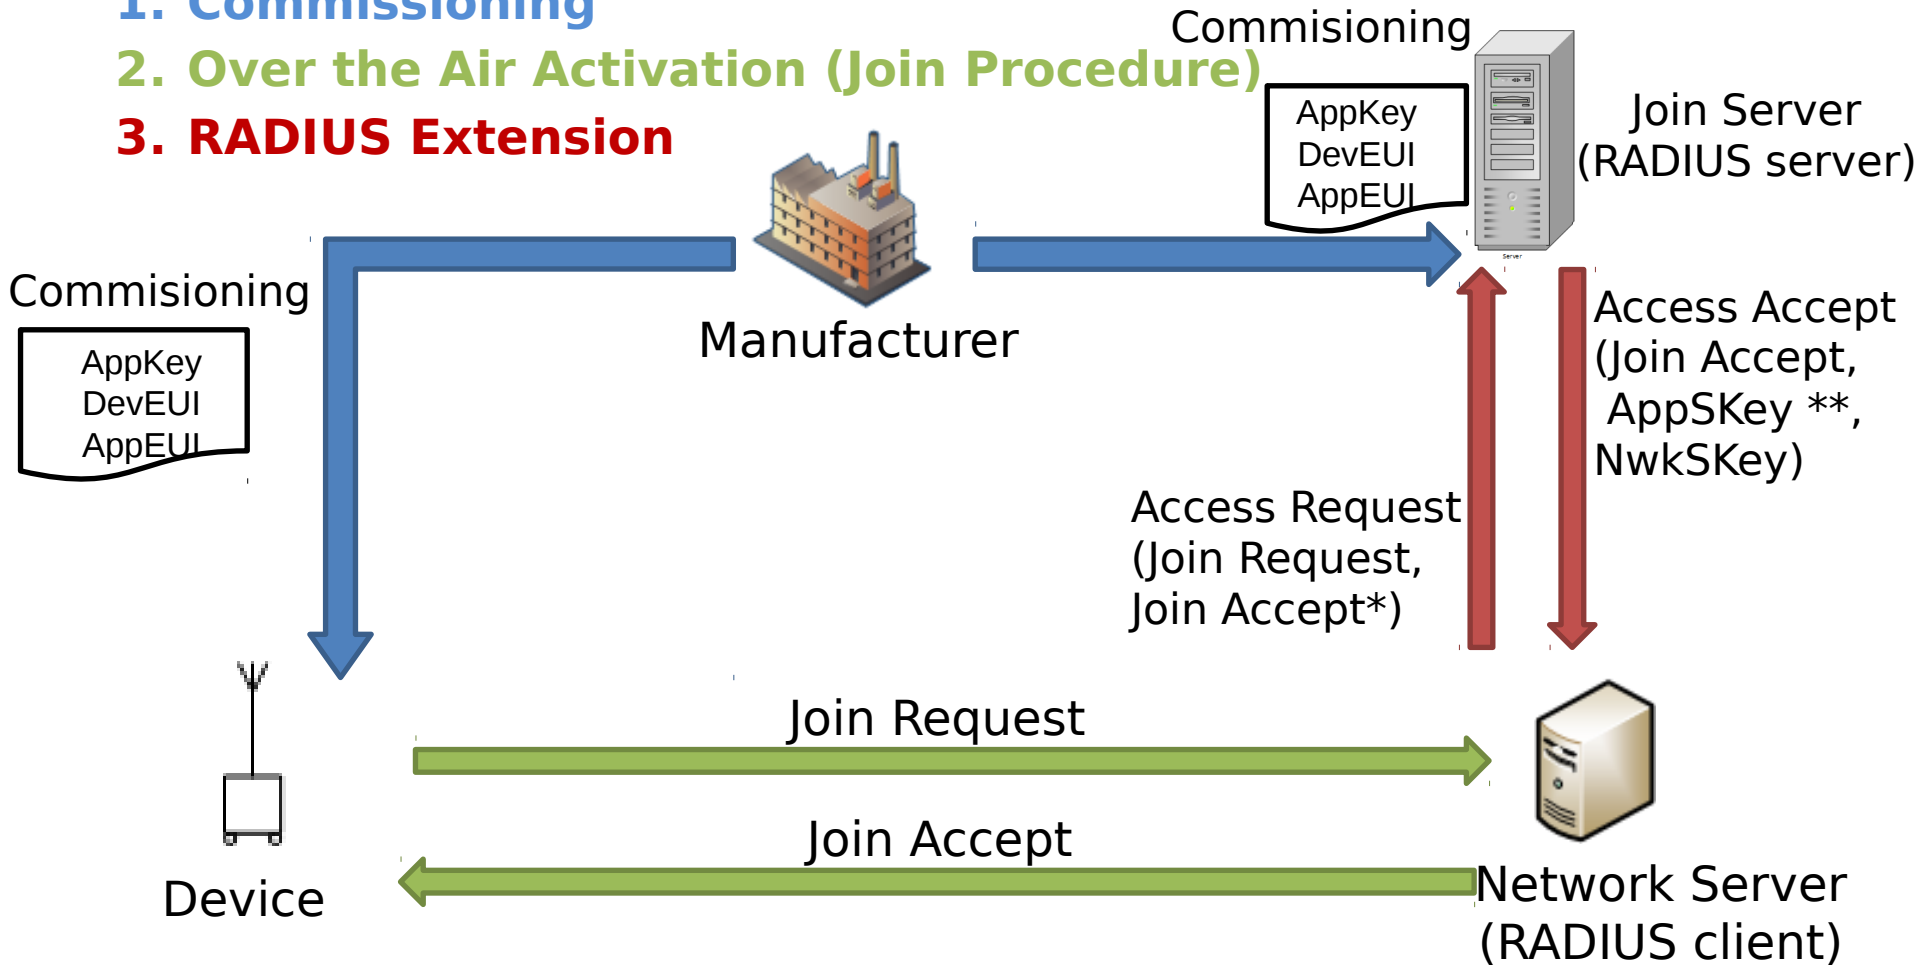 1. Commissioning
2. Over the Air Activation (Join Procedure)
3. RADIUS Extension
Commisioning
AppKey
DevEUI
AppEUI
Join Server
(RADIUS server)
Server
Commisioning
AppKey
DevEUI
AppEUI
Manufacturer
Access Accept
(Join Accept,
AppSKey **,
NwkSKey)
Access Request
(Join Request,
Join Accept*)
Join Request
Join Accept
Device
Network Server
(RADIUS client)